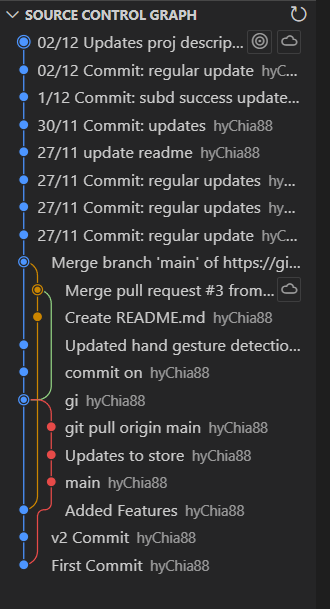 SOURCE CONTROL GRAPH
02/12 Updates proj descrip...
02/12 Commit: regular update hyC...
1/12 Commit: subd success update...
30/11 Commit: updates hyChia88
27/11 update readme hyChia88
27/11 Commit: regular updates hy...
27/11 Commit: regular updates hy...
27/11 Commit: regular update hyC...
Merge branch 'main' of https://gi...
Merge pull request #3 from...
Create README.md hyChia88
Updated hand gesture detectio...
commit on hyChia88
gi hyChia88
git pull origin main hyChia88
Updates to store hyChia88
main hyChia88
Added Features hyChia88
v2 Commit hyChia88
First Commit hyChia88